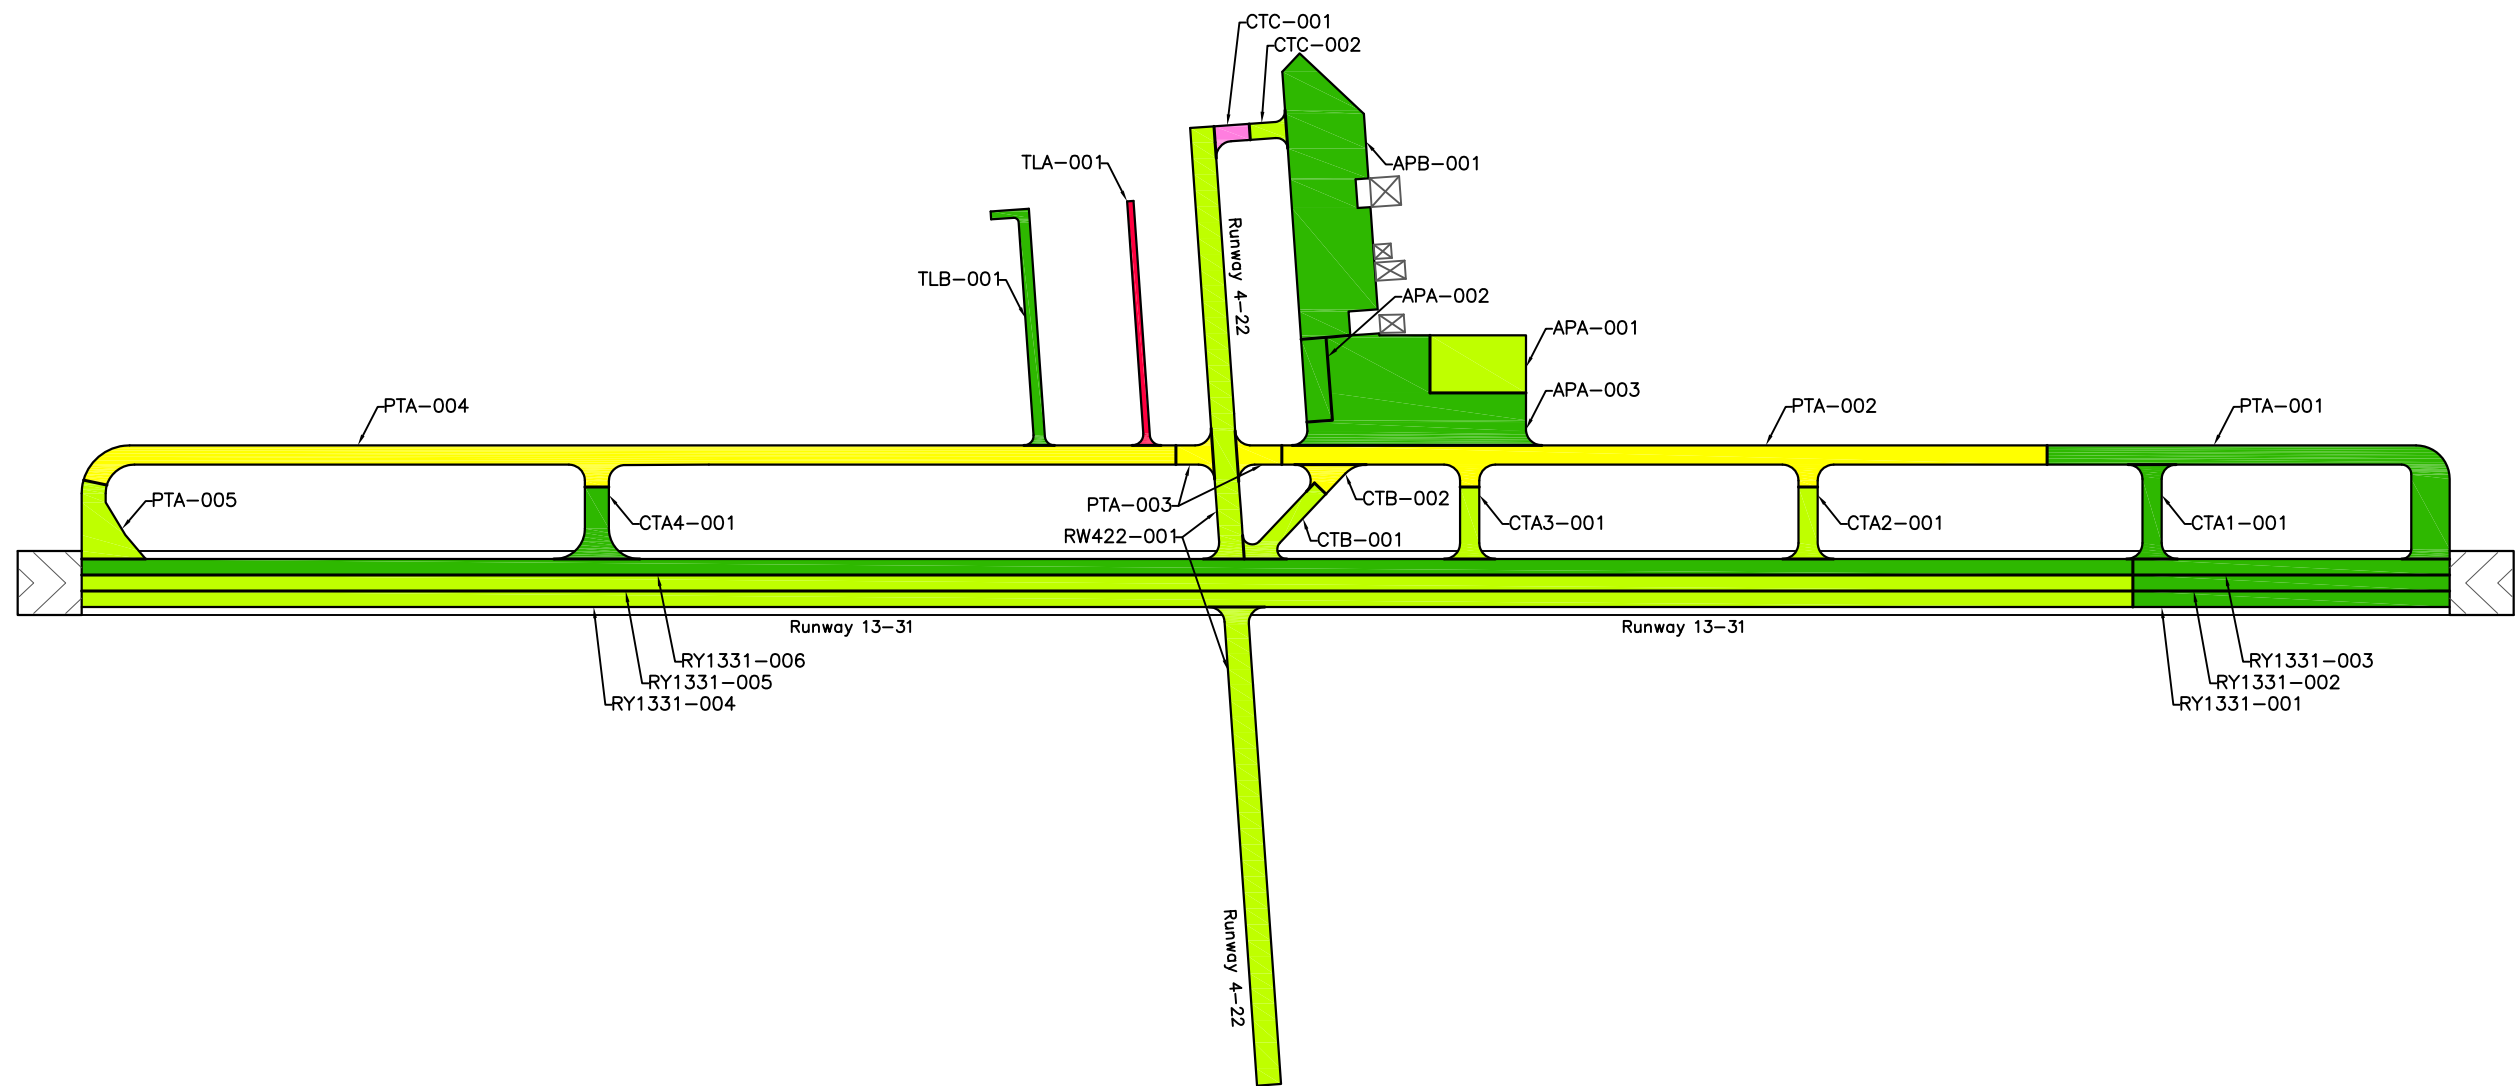 CTC-001
CTC-002
TLA-001
APB-001
Runway 4-22
TLB-001
APA-002
APA-001
APA-003
PTA-004
PTA-002
PTA-001
PTA-005
PTA-003
CTB-002
CTA4-001
CTA3-001
CTA2-001
CTA1-001
RW422-001
CTB-001
Runway 13-31
Runway 13-31
RY1331-006
RY1331-005
RY1331-004
RY1331-003
RY1331-002
RY1331-001
Runway 4-22